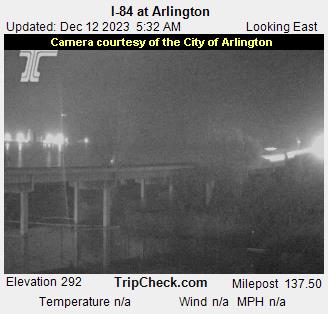 I-84 at Arlington
Updated: Dec 12 2023 5:32 AM Looking East
Camera courtesy of the City of Arlington
Elevation 292 TripCheck.com Milepost 137.50
Temperature n/a Wind n/a MPH n/a